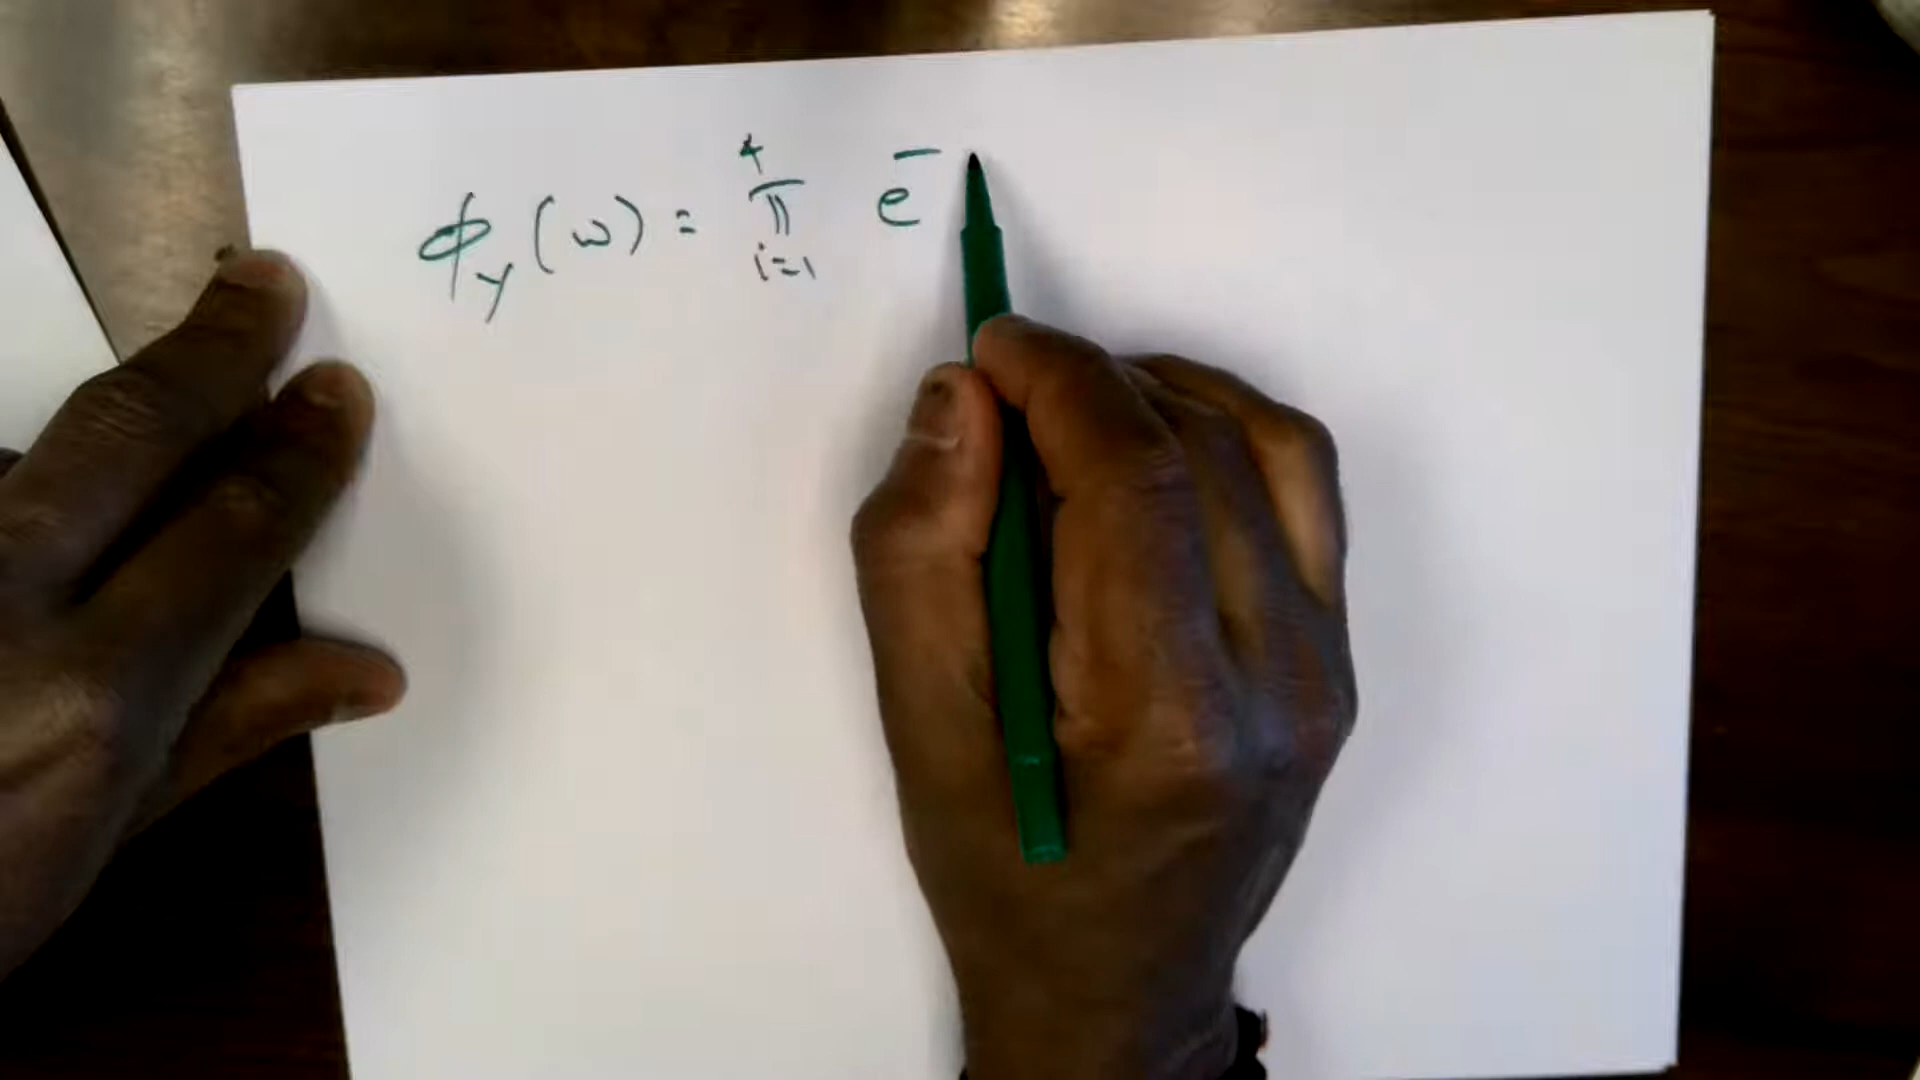 ϕ_Y(ω) = ∏_{i=1}^{4} e^{-